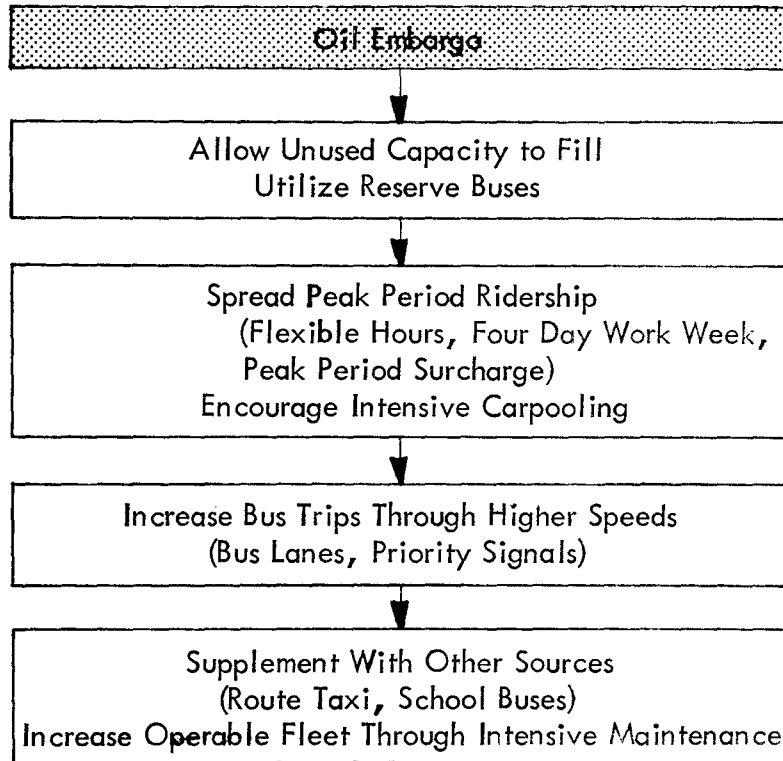 Oil Embargo
Allow Unused Capacity to Fill
Utilize Reserve Buses
Spread Peak Period Ridership
(Flexible Hours, Four Day Work Week,
Peak Period Surcharge)
Encourage Intensive Carpooling
Increase Bus Trips Through Higher Speeds
(Bus Lanes, Priority Signals)
Supplement With Other Sources
(Route Taxi, School Buses)
Increase Operable Fleet Through Intensive Maintenance